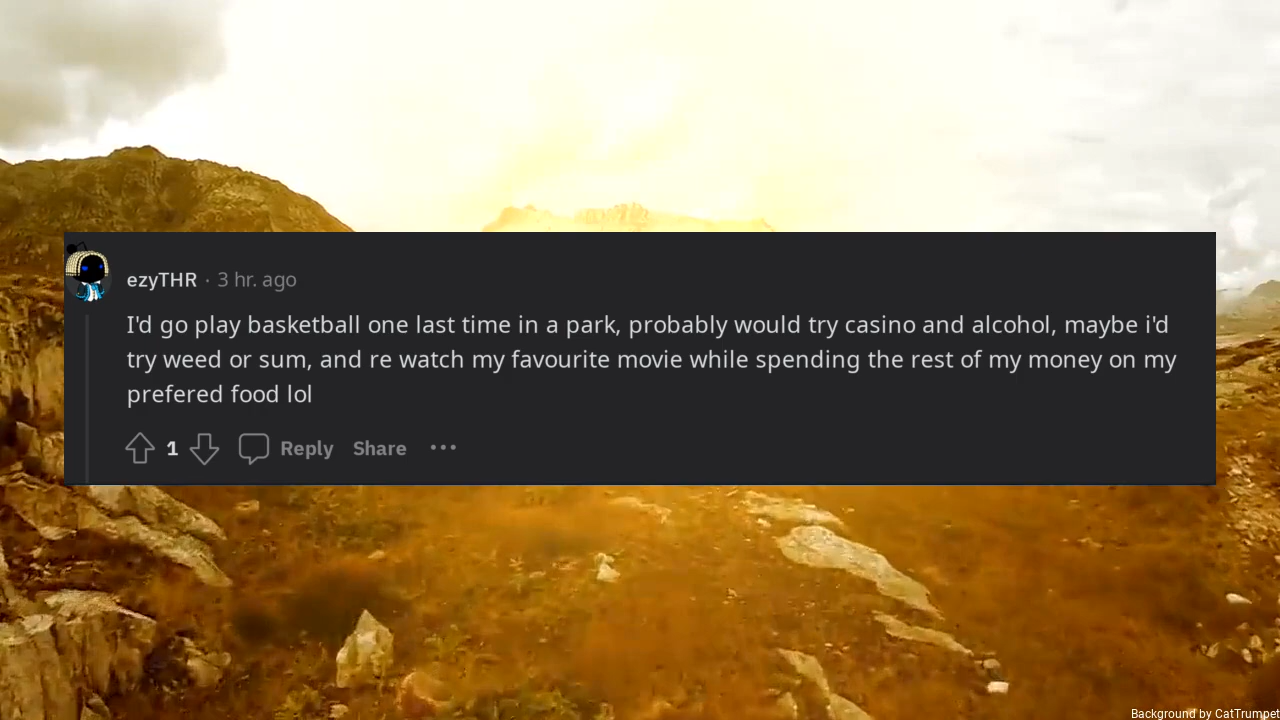 ezyTHR · 3 hr. ago
I'd go play basketball one last time in a park, probably would try casino and alcohol, maybe i'd
try weed or sum, and re watch my favourite movie while spending the rest of my money on my
prefered food lol
1 Reply Share ···
Background by CatTrumpet